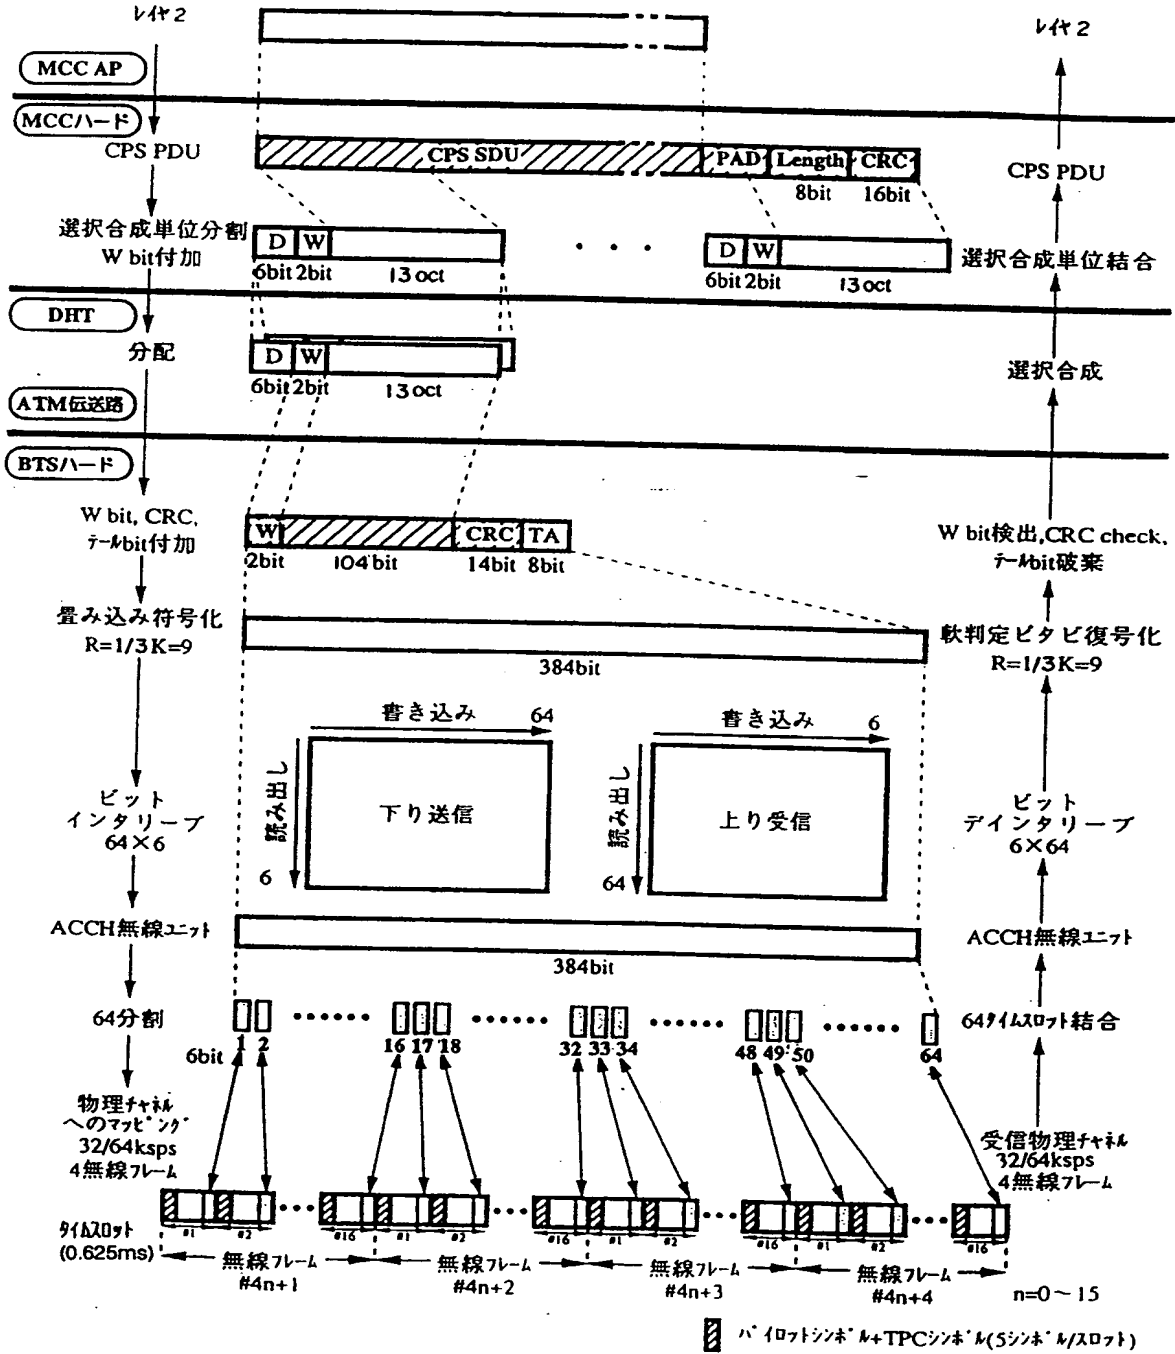 レイヤ2
レイヤ2
MCC AP
MCCハード
CPS PDU
CPS SDU
PAD
Length
CRC
8bit
16bit
CPS PDU
選択合成単位分割
W bit付加
D
W
6bit
2bit
13oct
・・・
D
W
6bit
2bit
13oct
選択合成単位結合
DHT
分配
D
W
6bit
2bit
13oct
選択合成
ATM伝送路
BTSハード
W bit, CRC,
テールbit付加
W
CRC
TA
2bit
104bit
14bit
8bit
W bit検出,CRC check,
テールbit破棄
畳み込み符号化
R=1/3 K=9
384bit
軟判定ビタビ復号化
R=1/3 K=9
書き込み
64
読み出し
6
下り送信
書き込み
6
読み出し
64
上り受信
ビット
インタリーブ
64×6
ビット
デインタリーブ
6×64
ACCH無線ユニット
384bit
ACCH無線ユニット
64分割
6bit
1
2
16
17
18
32
33
34
48
49
50
64
64タイムスロット結合
物理チャネル
へのマッピング
32/64ksps
4無線フレーム
受信物理チャネル
32/64ksps
4無線フレーム
タイムスロット
(0.625ms)
#1
#2
#16
#1
#2
#16
#1
#2
#16
#1
#2
#16
無線フレーム
#4n+1
無線フレーム
#4n+2
無線フレーム
#4n+3
無線フレーム
#4n+4
n=0～15
パイロットシンボル+TPCシンボル(5シンボル/スロット)